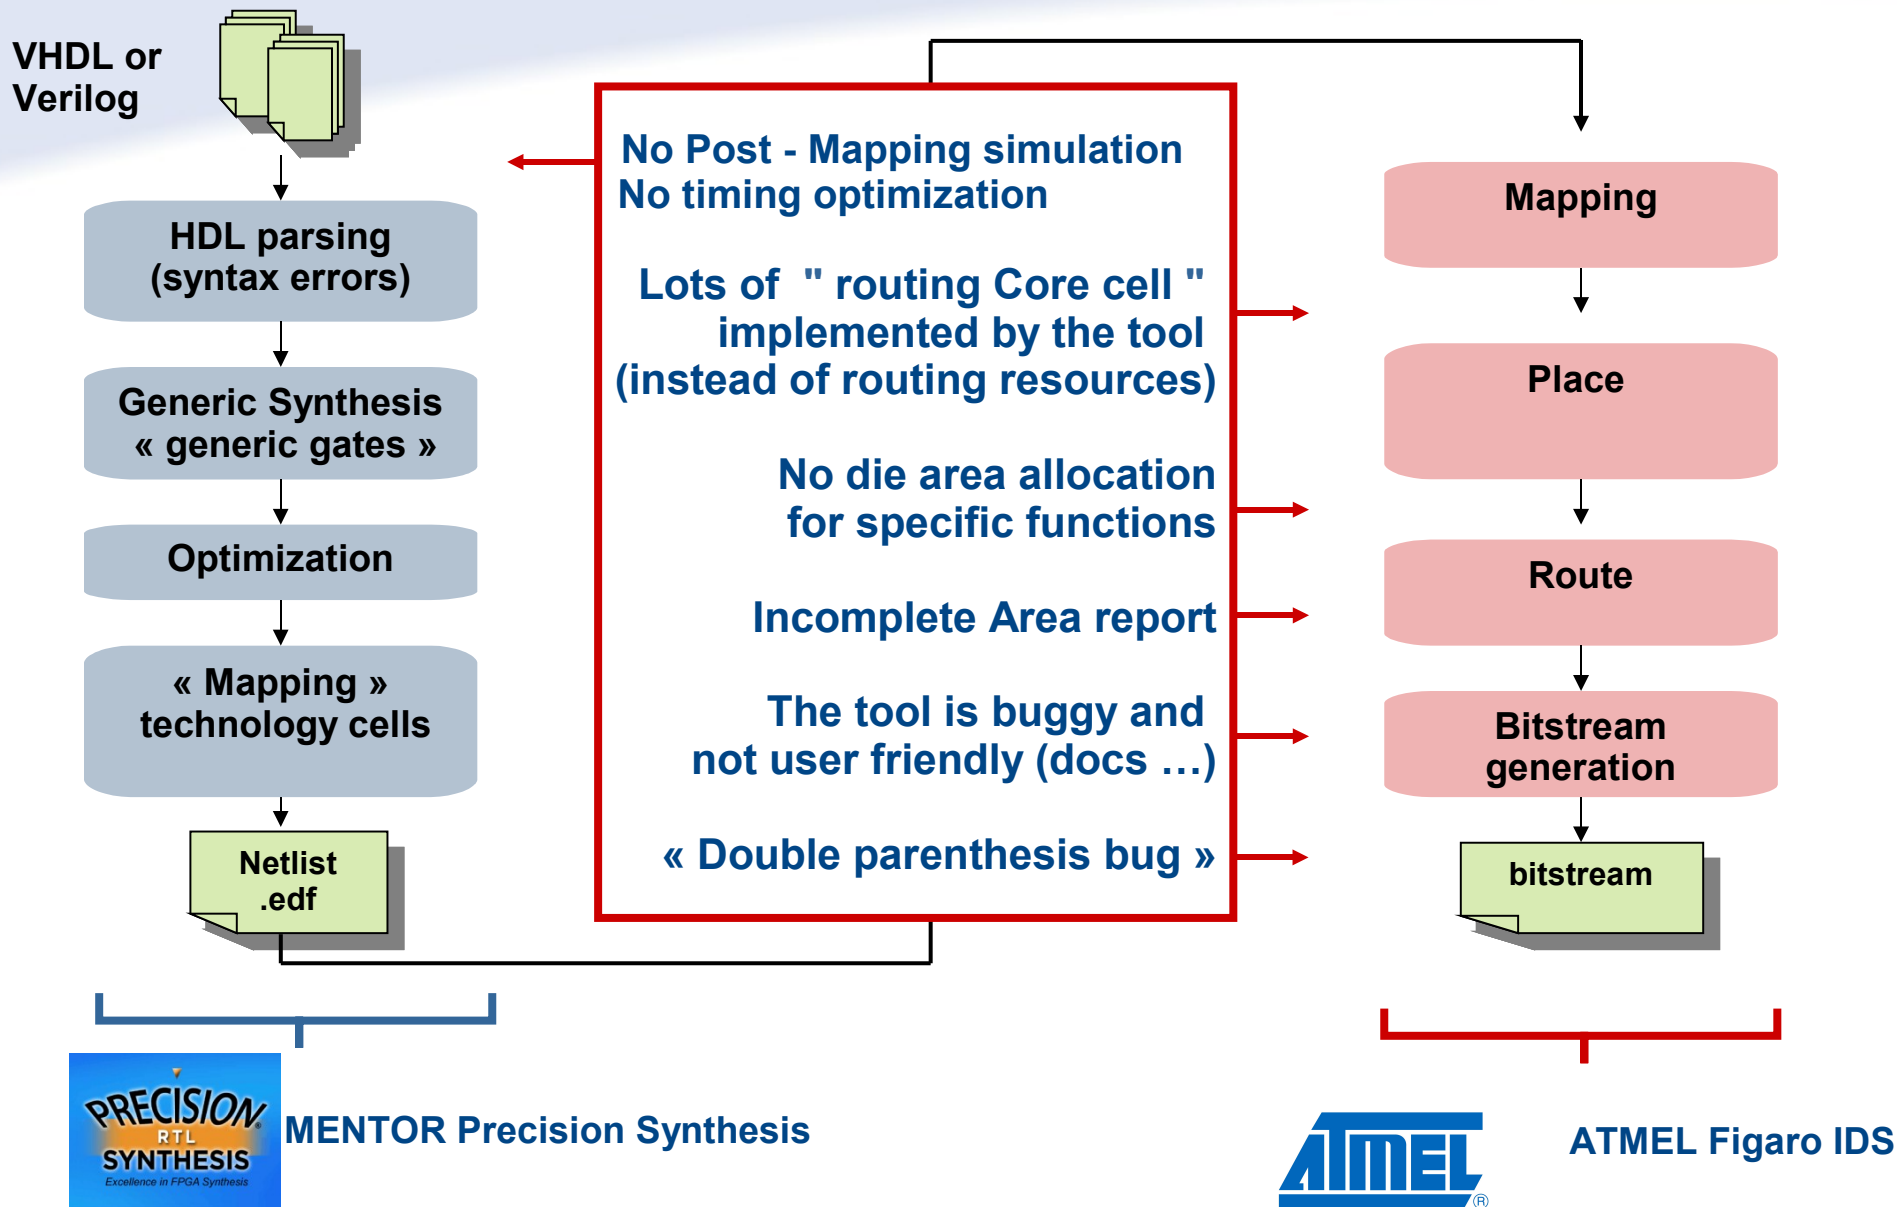 VHDL or
Verilog
HDL parsing
(syntax errors)
Generic Synthesis
« generic gates »
Optimization
« Mapping »
technology cells
Netlist
.edf
No Post - Mapping simulation
No timing optimization
Lots of " routing Core cell "
implemented by the tool
(instead of routing resources)
No die area allocation
for specific functions
Incomplete Area report
The tool is buggy and
not user friendly (docs …)
« Double parenthesis bug »
Mapping
Place
Route
Bitstream
generation
bitstream
PRECISION®
RTL
SYNTHESIS
Excellence in FPGA Synthesis
MENTOR Precision Synthesis
ATMEL®
ATMEL Figaro IDS